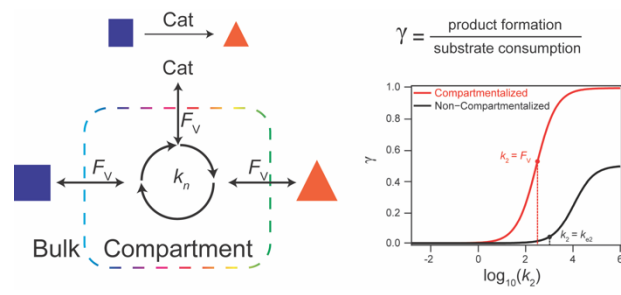 Cat
Cat
F_V
F_V
F_V
k_n
Bulk
Compartment
γ = product formation
substrate consumption
1.0
0.8
0.6
0.4
0.2
0.0
γ
Compartmentalized
Non−Compartmentalized
k_2 = F_V
k_2 = k_e2
−2 0 2 4 6
log_10(k_2)